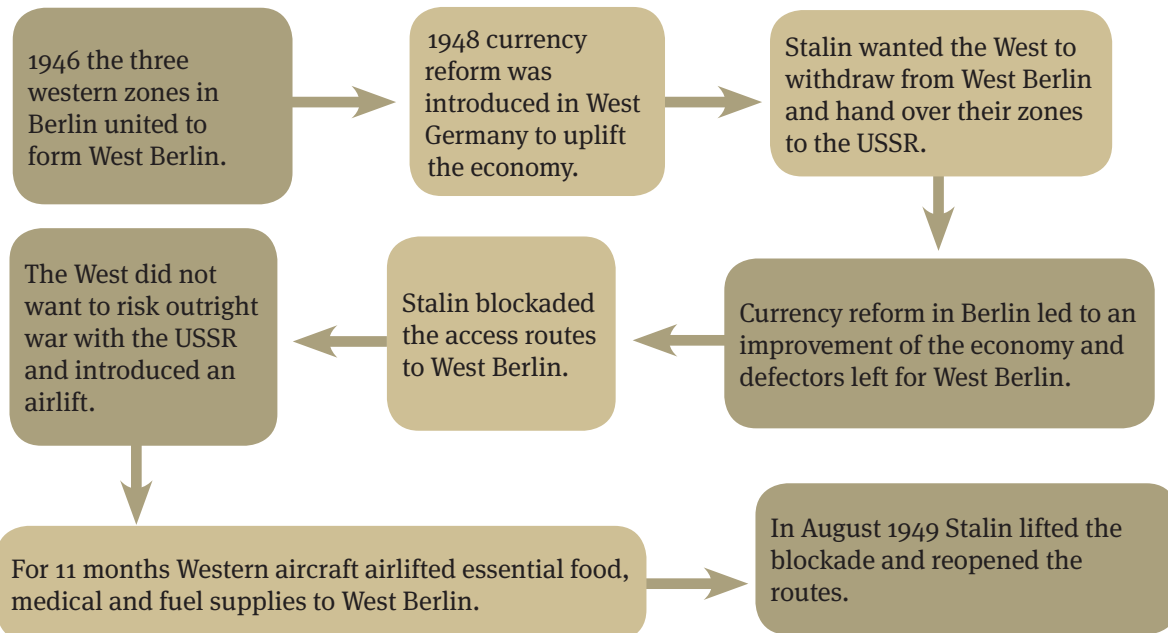 1946 the three
western zones in
Berlin united to
form West Berlin.
1948 currency
reform was
introduced in West
Germany to uplift
the economy.
Stalin wanted the West to
withdraw from West Berlin
and hand over their zones
to the USSR.
Currency reform in Berlin led to an
improvement of the economy and
defectors left for West Berlin.
Stalin blockaded
the access routes
to West Berlin.
The West did not
want to risk outright
war with the USSR
and introduced an
airlift.
For 11 months Western aircraft airlifted essential food,
medical and fuel supplies to West Berlin.
In August 1949 Stalin lifted the
blockade and reopened the
routes.